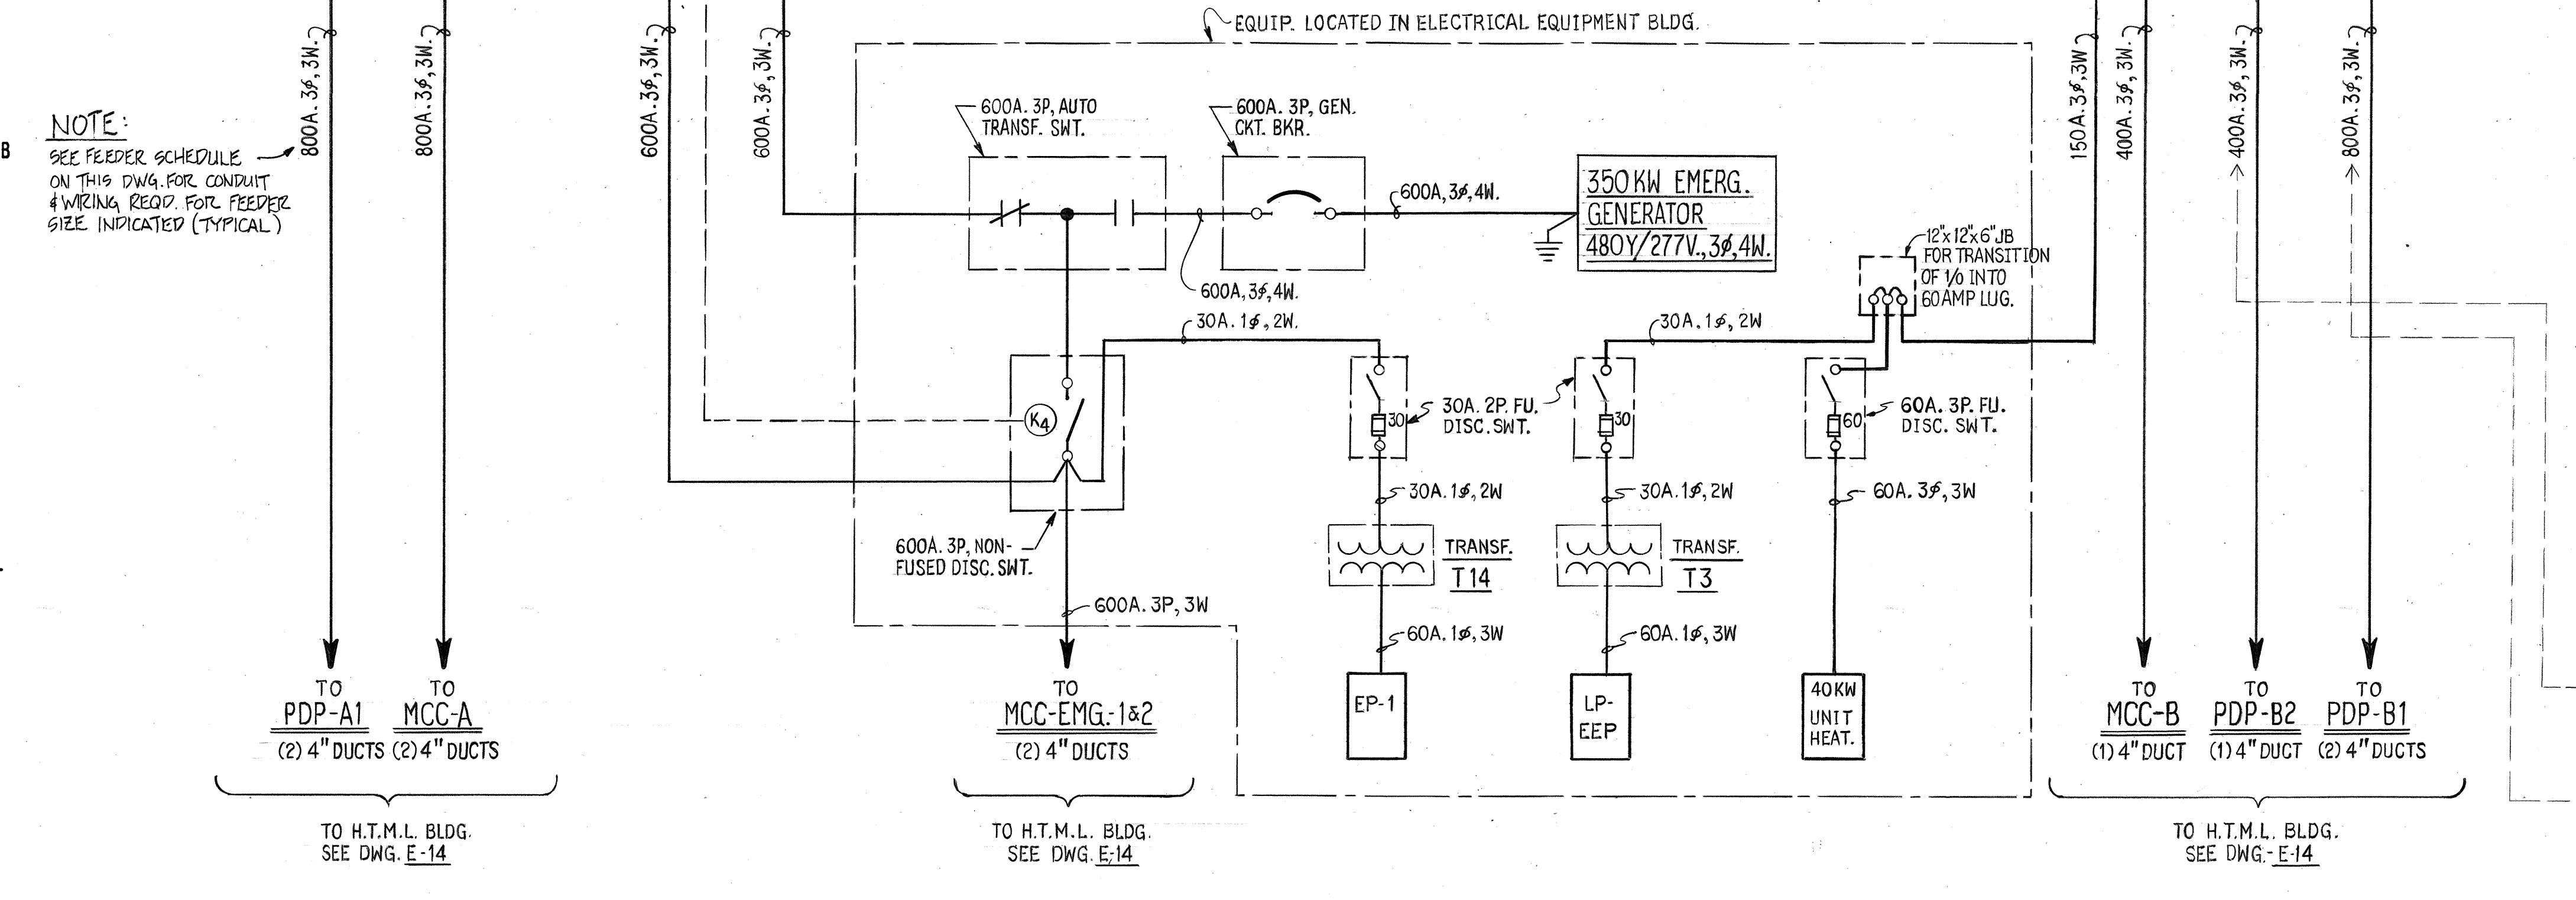 EQUIP. LOCATED IN ELECTRICAL EQUIPMENT BLDG.
800A. 3ø, 3W.
800A. 3ø, 3W.
600A. 3ø, 3W.
600A. 3ø, 3W.
150A. 3ø, 3W
400A. 3ø, 3W.
400A. 3ø, 3W.
800A. 3ø, 3W.
B
NOTE:
SEE FEEDER SCHEDULE
ON THIS DWG. FOR CONDUIT
& WIRING REQD. FOR FEEDER
SIZE INDICATED (TYPICAL)
600A. 3P, AUTO
TRANSF. SWT.
600A. 3P, GEN.
CKT. BKR.
600A, 3ø, 4W.
350 KW EMERG.
GENERATOR
480Y/277V., 3ø, 4W.
600A, 3ø, 4W.
12"x12"x6" JB
FOR TRANSITION
OF 1/0 INTO
60 AMP LUG.
30A. 1ø, 2W.
30A. 1ø, 2W
K4
30
30A. 2P. FU.
DISC. SWT.
30
60
60A. 3P. FU.
DISC. SWT.
30A. 1ø, 2W
30A. 1ø, 2W
60A. 3ø, 3W
600A. 3P, NON-
FUSED DISC. SWT.
TRANSF.
T14
TRANSF.
T3
600A. 3P, 3W
60A. 1ø, 3W
60A. 1ø, 3W
EP-1
LP-
EEP
40KW
UNIT
HEAT.
TO
PDP-A1
(2) 4" DUCTS
TO
MCC-A
(2) 4" DUCTS
TO
MCC-EMG.-1&2
(2) 4" DUCTS
TO
MCC-B
(1) 4" DUCT
TO
PDP-B2
(1) 4" DUCT
TO
PDP-B1
(2) 4" DUCTS
TO H.T.M.L. BLDG.
SEE DWG. E-14
TO H.T.M.L. BLDG.
SEE DWG. E-14
TO H.T.M.L. BLDG.
SEE DWG.- E-14